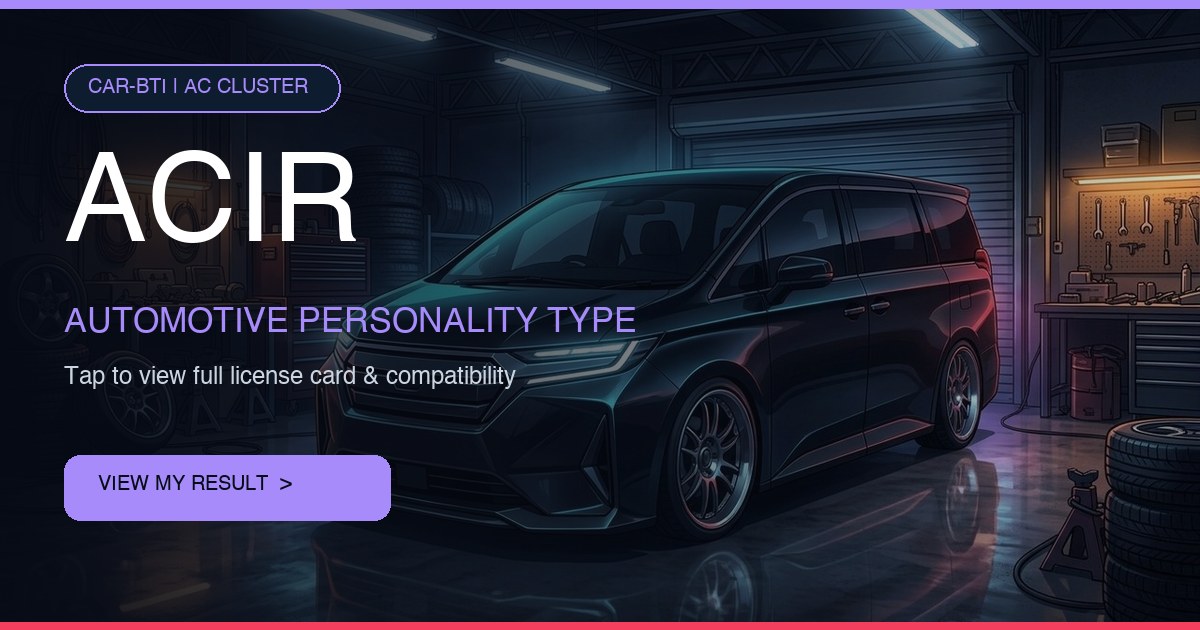 CAR-BTI | AC CLUSTER
ACIR
AUTOMOTIVE PERSONALITY TYPE
Tap to view full license card & compatibility
VIEW MY RESULT >